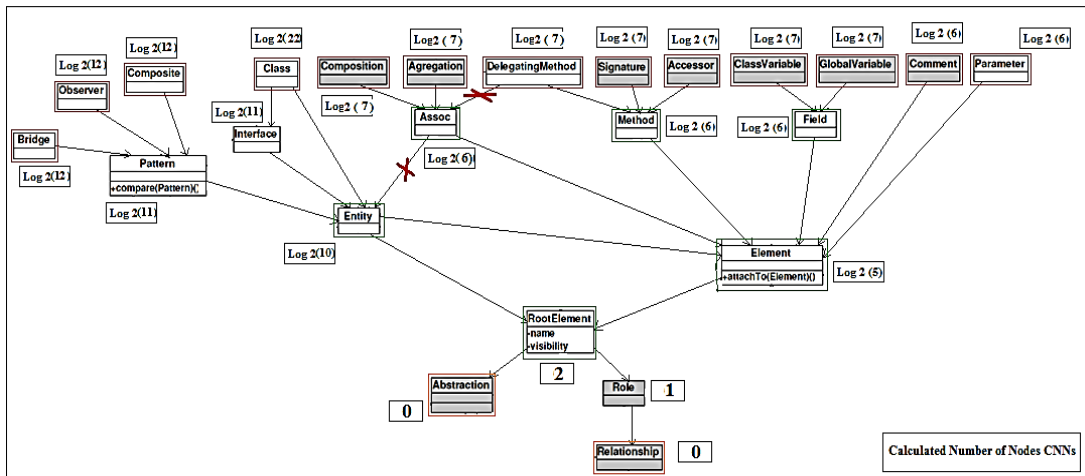 Log 2(12)
Log 2(22)
Log2 ( 7)
Log2 ( 7)
Log 2 (7)
Log 2 (7)
Log 2 (7)
Log 2 (7)
Log 2 (6)
Log 2 (6)
Log 2(12)
Composite
Class
Composition
Agregation
DelegatingMethod
Signature
Accessor
ClassVariable
GlobalVariable
Comment
Parameter
Observer
Log2 ( 7)
Log 2(11)
Interface
Assoc
Method
Log 2 (6)
Log 2 (6)
Field
Bridge
Log 2(12)
Pattern
+compare(Pattern)()
Log 2(11)
Log 2(6)
Entity
Log 2(10)
Element
+attachTo(Element)()
Log 2 (5)
RootElement
-name
-visibility
2
Abstraction
0
Role
1
Relationship
0
Calculated Number of Nodes CNNs